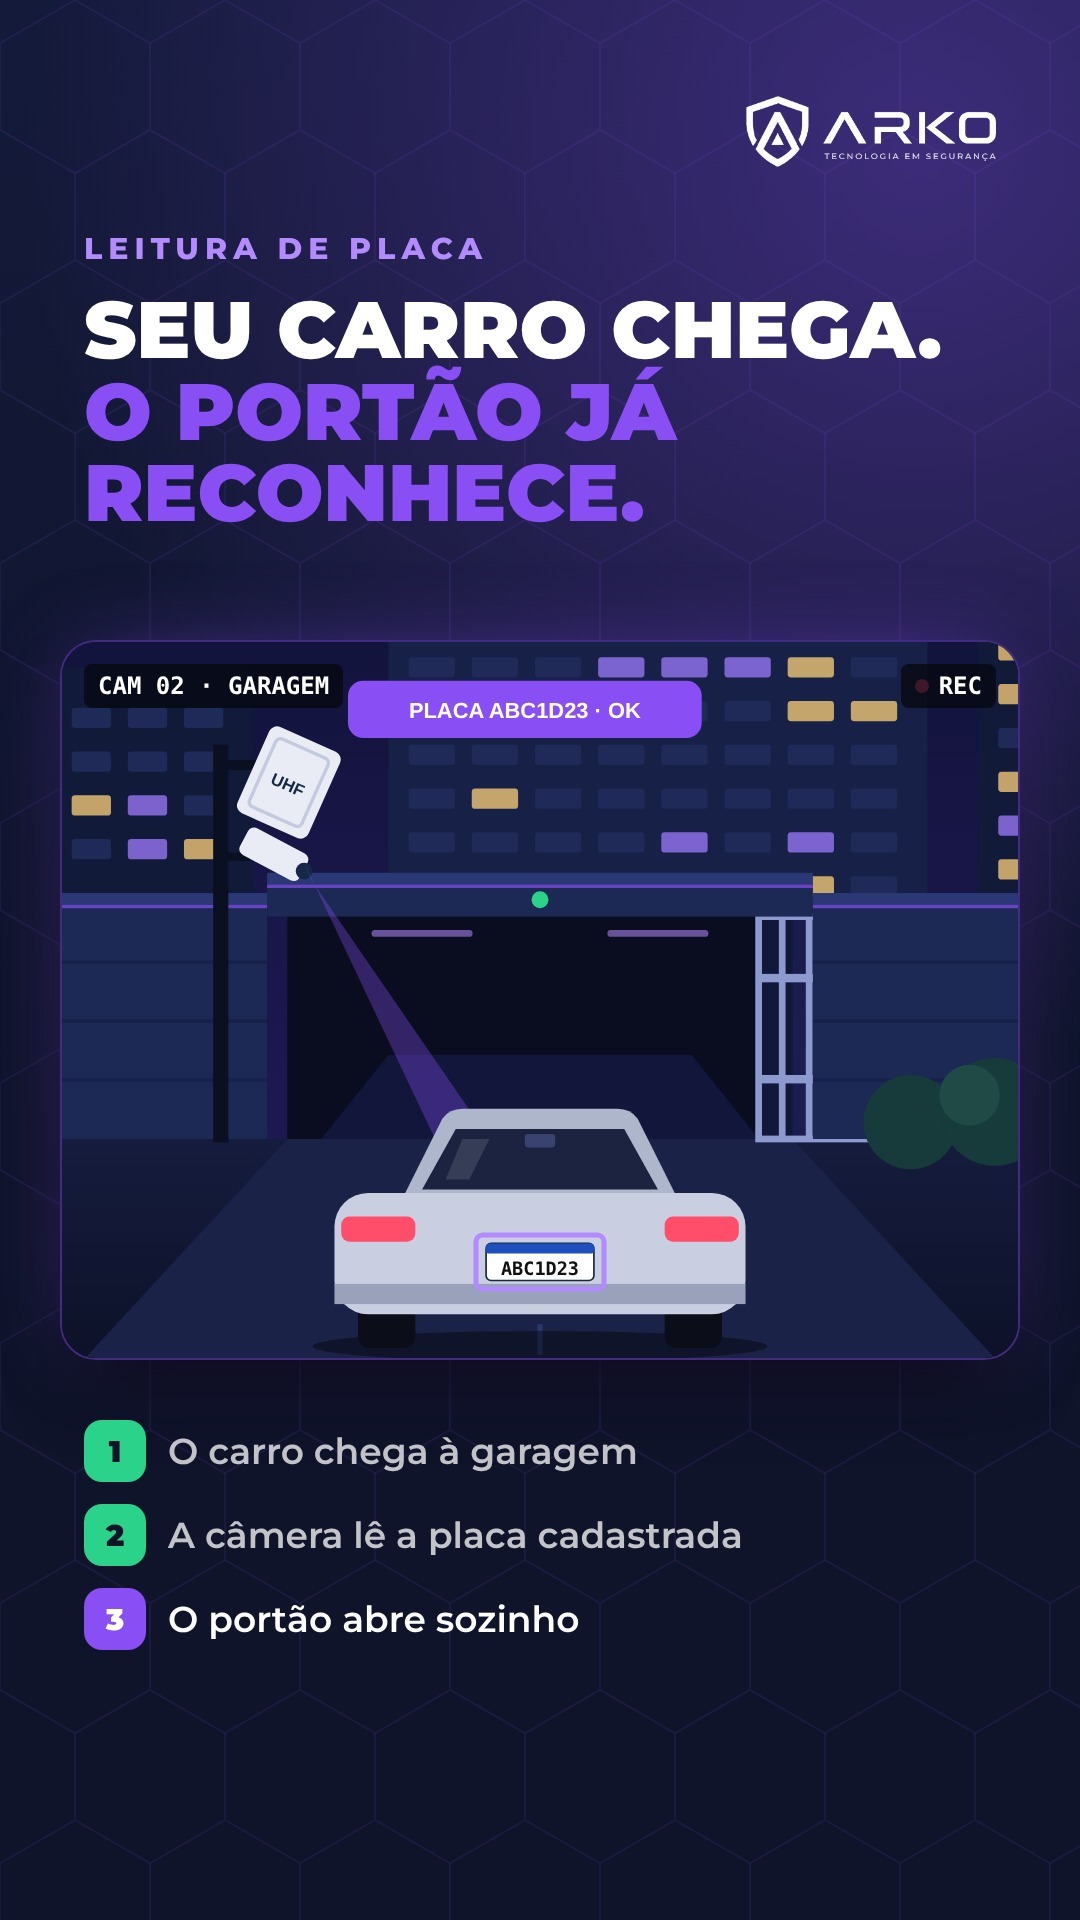 ARKO
TECNOLOGIA EM SEGURANÇA
LEITURA DE PLACA
SEU CARRO CHEGA.
O PORTÃO JÁ
RECONHECE.
CAM 02 · GARAGEM
REC
PLACA ABC1D23 · OK
UHF
ABC1D23
1 O carro chega à garagem
2 A câmera lê a placa cadastrada
3 O portão abre sozinho